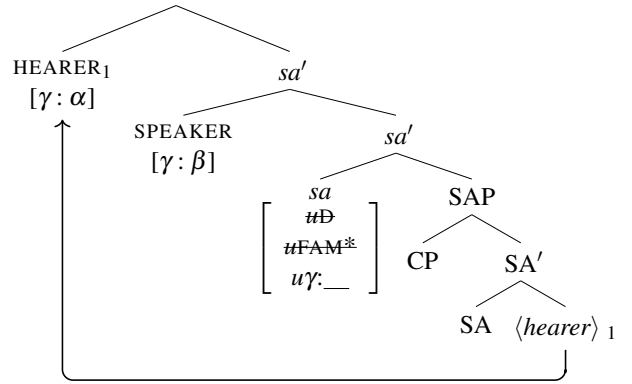 HEARER₁
[γ : α]
sa′
SPEAKER
[γ : β]
sa′
sa
uD
uFAM*
uγ:__
SAP
CP
SA′
SA
⟨hearer⟩ ₁